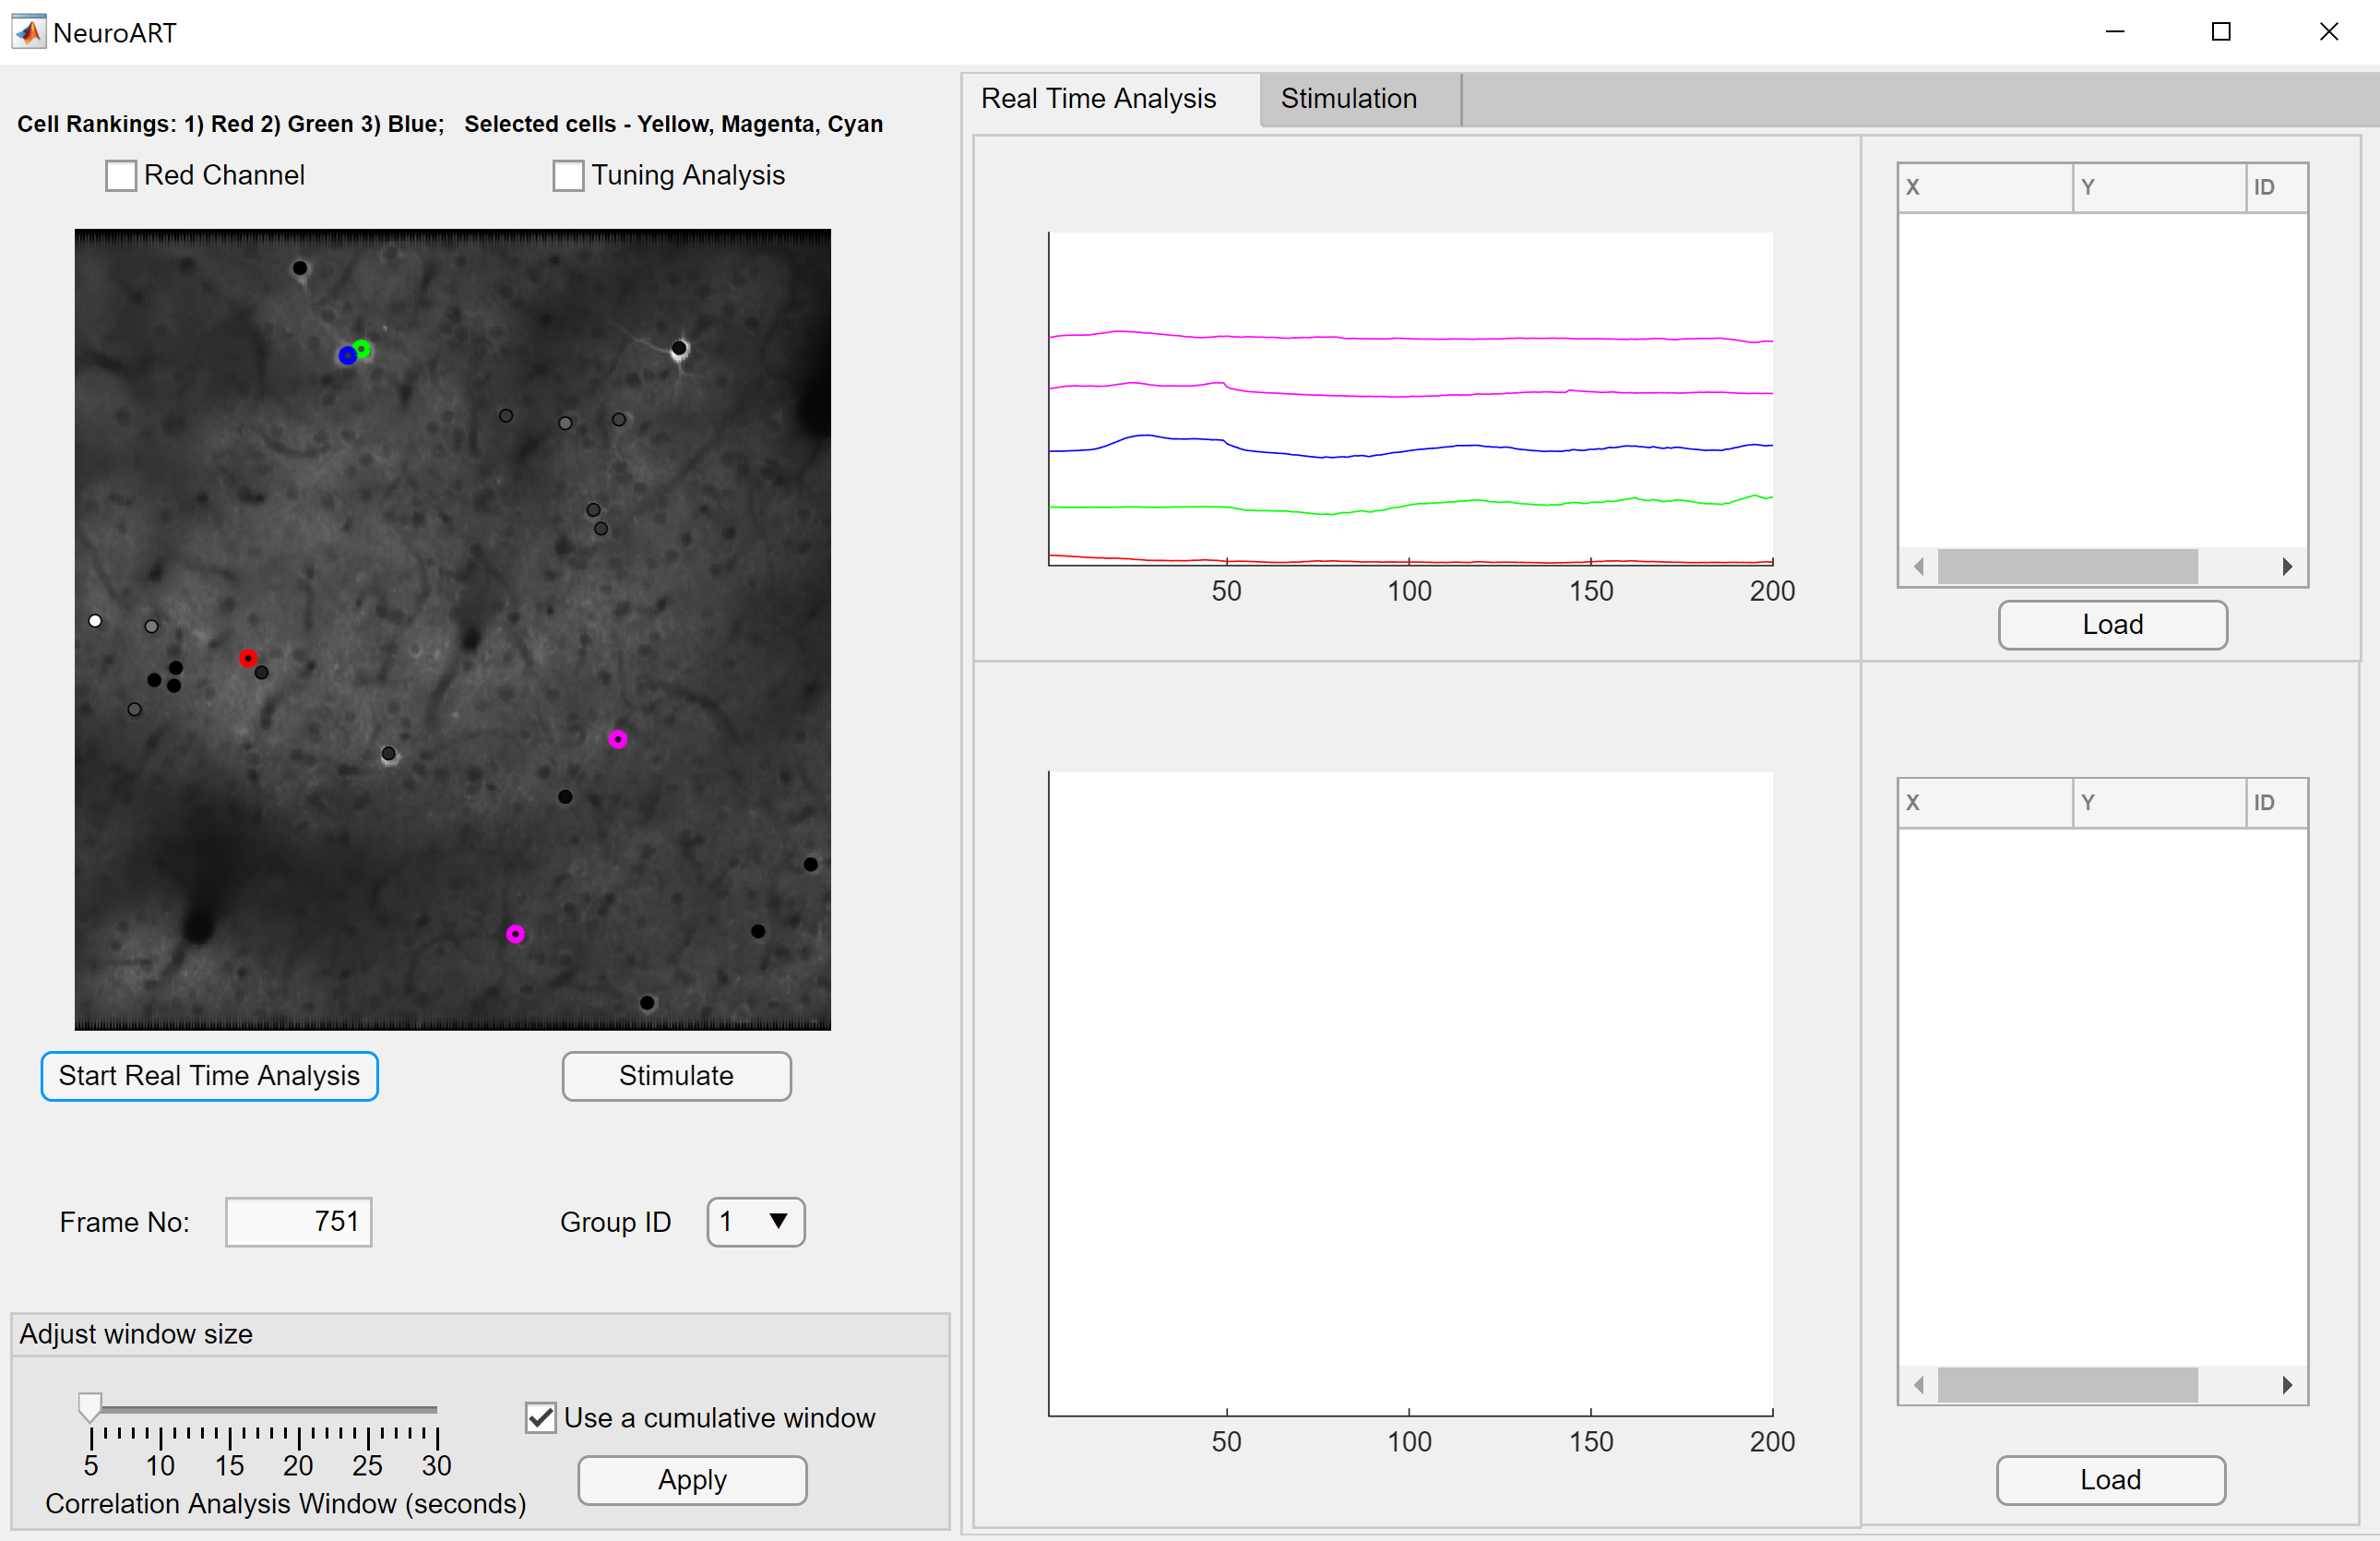 NeuroART
Cell Rankings: 1) Red 2) Green 3) Blue;   Selected cells - Yellow, Magenta, Cyan
Red Channel
Tuning Analysis
Start Real Time Analysis
Stimulate
Frame No:
751
Group ID
1
Adjust window size
5 10 15 20 25 30
Correlation Analysis Window (seconds)
Use a cumulative window
Apply
Real Time Analysis
Stimulation
50 100 150 200
X Y ID
Load
50 100 150 200
X Y ID
Load